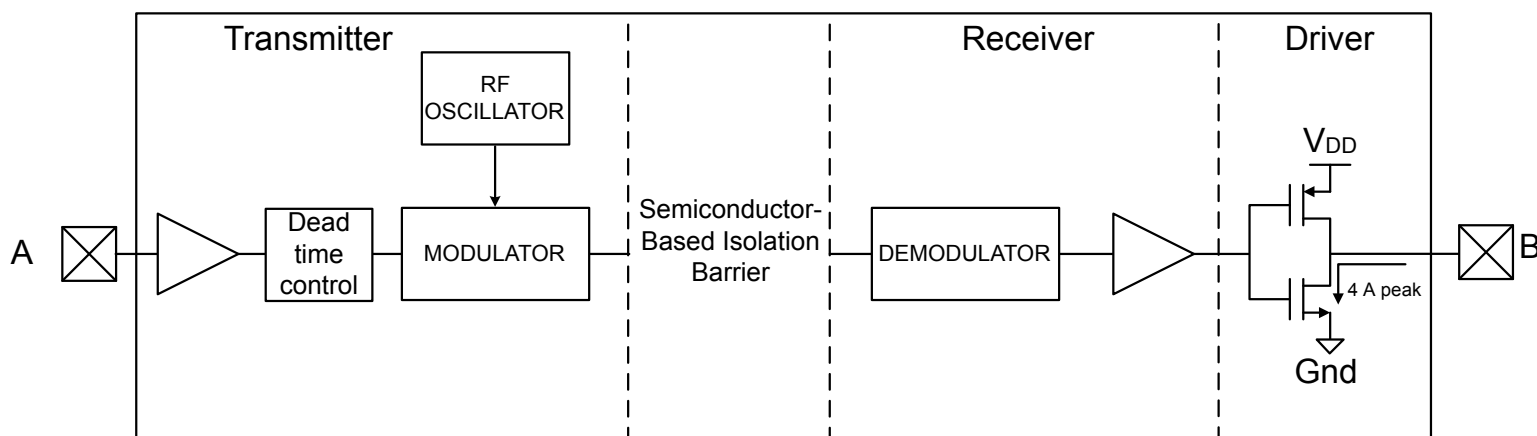 Transmitter
Receiver
Driver
RF
OSCILLATOR
VDD
A
Dead
time
control
MODULATOR
Semiconductor-
Based Isolation
Barrier
DEMODULATOR
B
4 A peak
Gnd